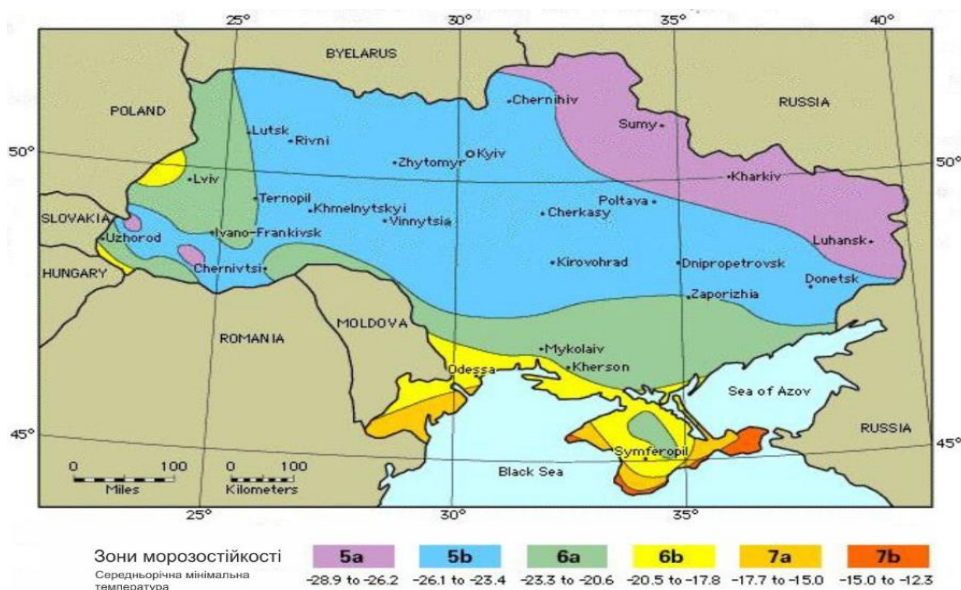 25° 30° 35° 40°
BYELARUS
POLAND
RUSSIA
Chernihiv
Sumy
Lutsk
Rivni
50° 50°
Zhytomyr Kyiv
Lviv
Kharkiv
Ternopil
Khmelnytskyi
Poltava
SLOVAKIA
Vinnytsia
Cherkasy
Uzhorod
Ivano-Frankivsk
Luhansk
HUNGARY
Chernivtsi
Kirovohrad
Dnipropetrovsk
Donetsk
Zaporizhia
MOLDOVA
ROMANIA
Mykolaiv
Odessa
Kherson
Sea of Azov
45° 45°
RUSSIA
Symferopil
Black Sea
0 100 0 100
Miles Kilometers
25° 30° 35°
Зони морозостійкості 5a 5b 6a 6b 7a 7b
Середньорічна мінімальна
температура
-28.9 to -26.2 -26.1 to -23.4 -23.3 to -20.6 -20.5 to -17.8 -17.7 to -15.0 -15.0 to -12.3